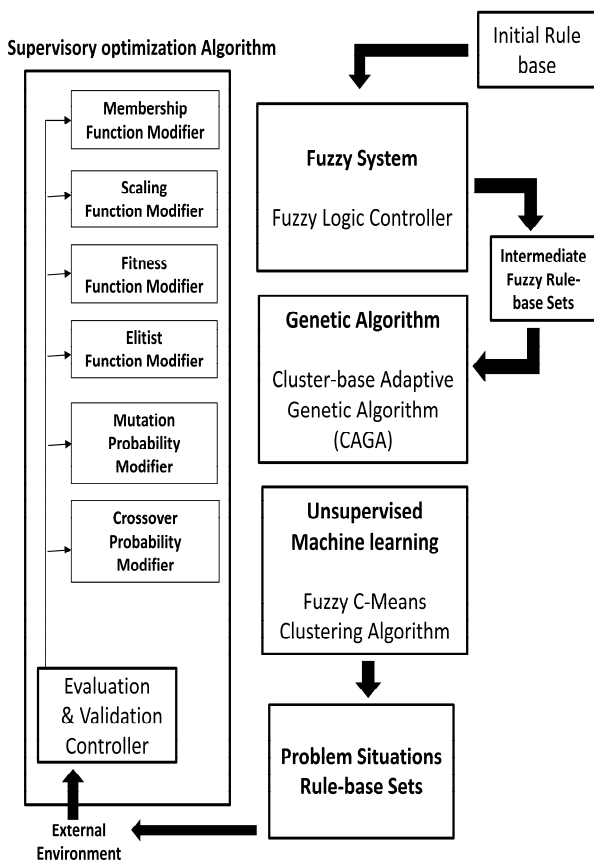 Supervisory optimization Algorithm
Membership
Function Modifier
Scaling
Function Modifier
Fitness
Function Modifier
Elitist
Function Modifier
Mutation
Probability
Modifier
Crossover
Probability
Modifier
Evaluation
& Validation
Controller
External
Environment
Initial Rule
base
Fuzzy System
Fuzzy Logic Controller
Intermediate
Fuzzy Rule-
base Sets
Genetic Algorithm
Cluster-base Adaptive
Genetic Algorithm
(CAGA)
Unsupervised
Machine learning
Fuzzy C-Means
Clustering Algorithm
Problem Situations
Rule-base Sets